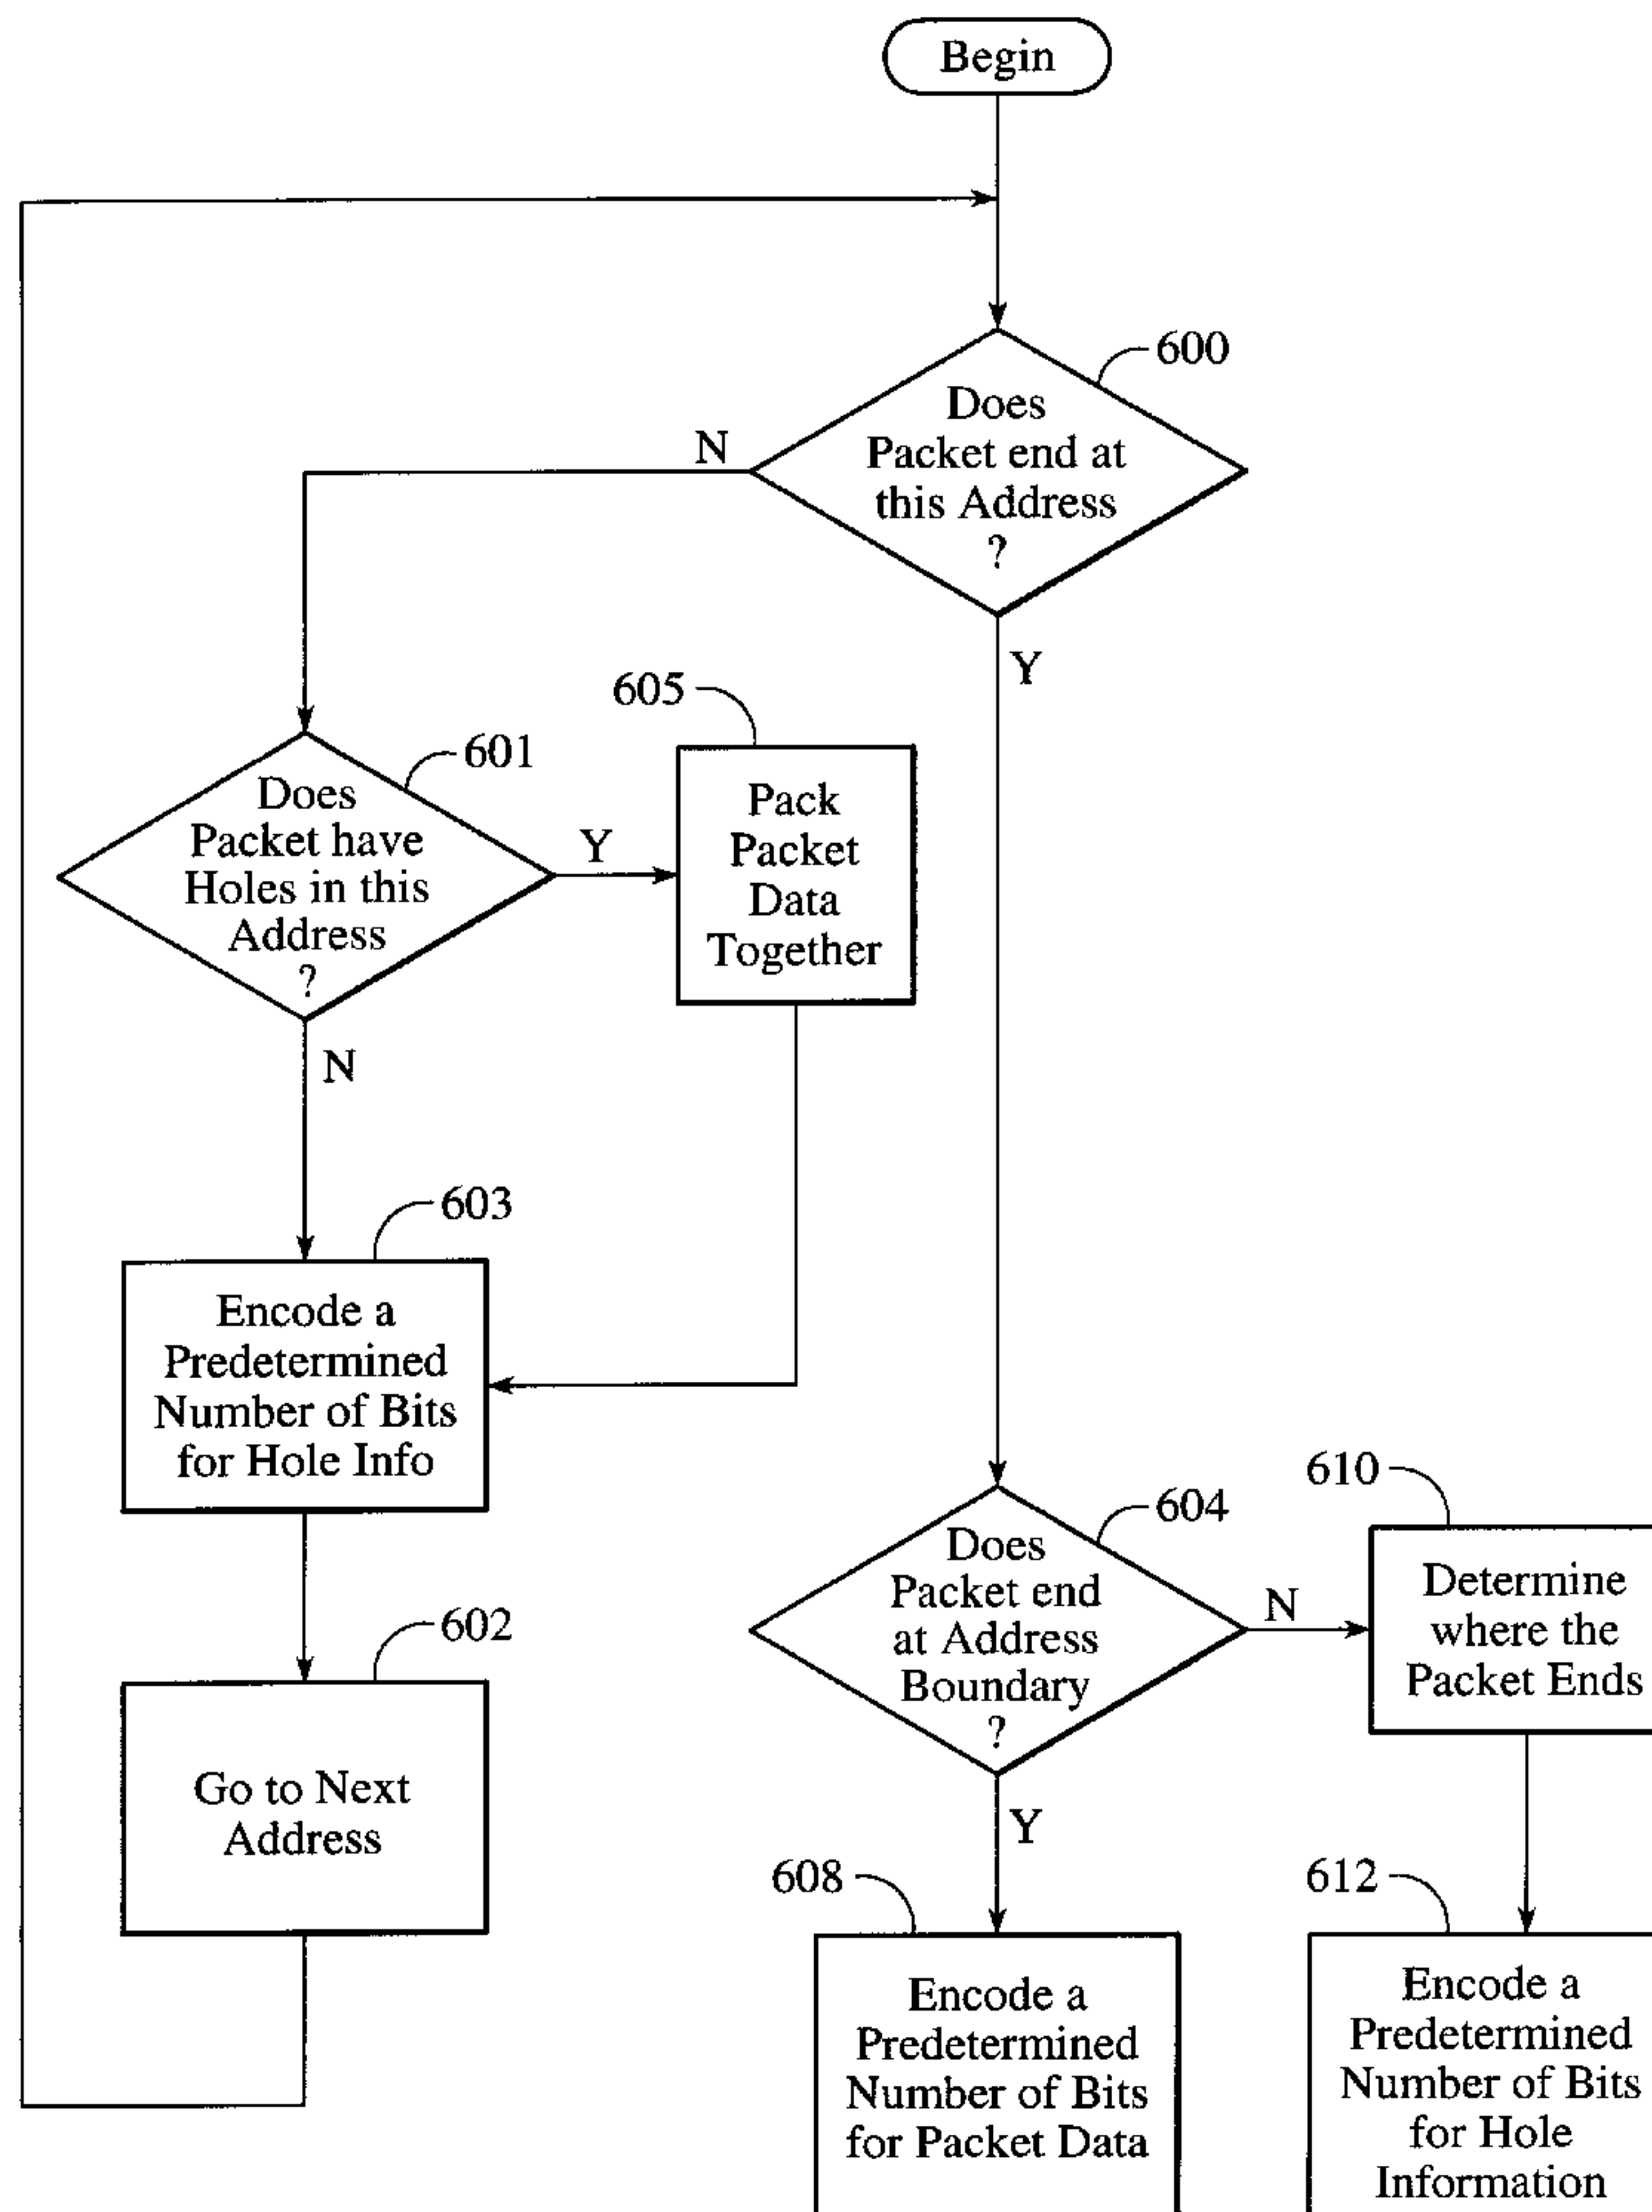 Begin
600
Does
Packet end at
this Address
?
N
Y
601
Does
Packet have
Holes in this
Address
?
Y
N
605
Pack
Packet
Data
Together
603
Encode a
Predetermined
Number of Bits
for Hole Info
602
Go to Next
Address
604
Does
Packet end
at Address
Boundary
?
N
Y
610
Determine
where the
Packet Ends
608
Encode a
Predetermined
Number of Bits
for Packet Data
612
Encode a
Predetermined
Number of Bits
for Hole
Information